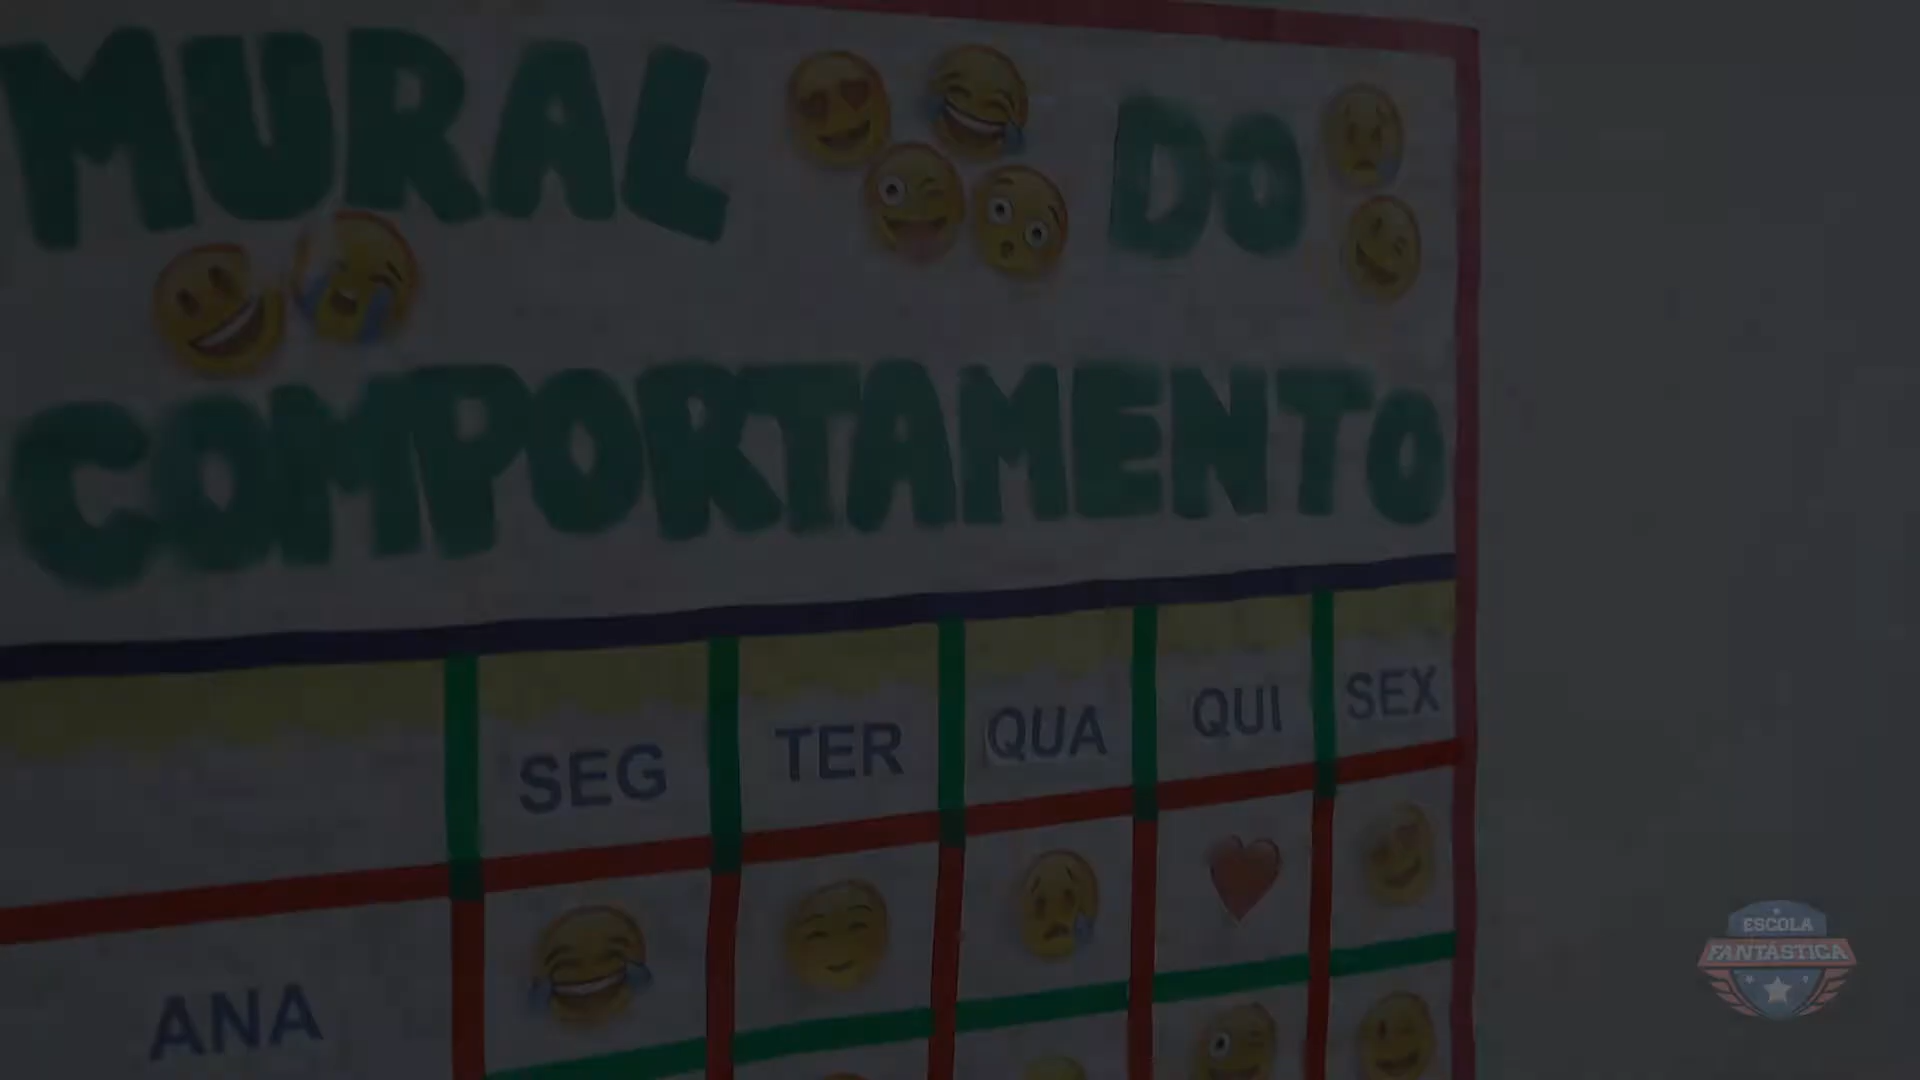 MURAL DO
COMPORTAMENTO
SEG TER QUA QUI SEX
ANA
ESCOLA
FANTÁSTICA